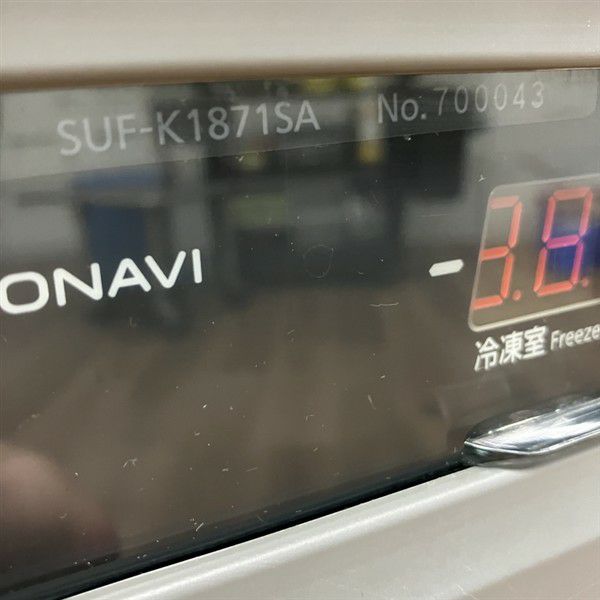 SUF-K1871SA No.700043
ONAVI
-3.8.
冷凍室 Freeze